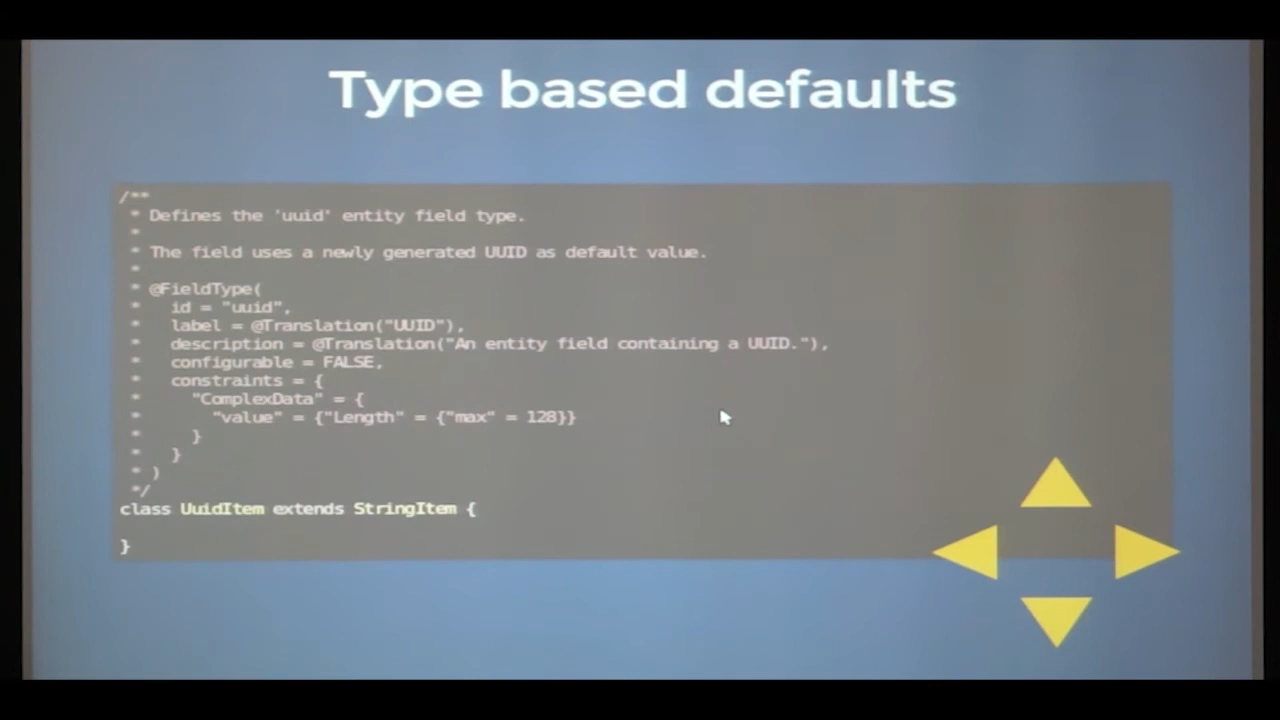 Type based defaults
/**
* Defines the 'uuid' entity field type.
*
* The field uses a newly generated UUID as default value.
*
* @FieldType(
*   id = "uuid",
*   label = @Translation("UUID"),
*   description = @Translation("An entity field containing a UUID."),
*   configurable = FALSE,
*   constraints = {
*     "ComplexData" = {
*       "value" = {"Length" = {"max" = 128}}
*     }
*   }
* )
*/
class UuidItem extends StringItem {
}